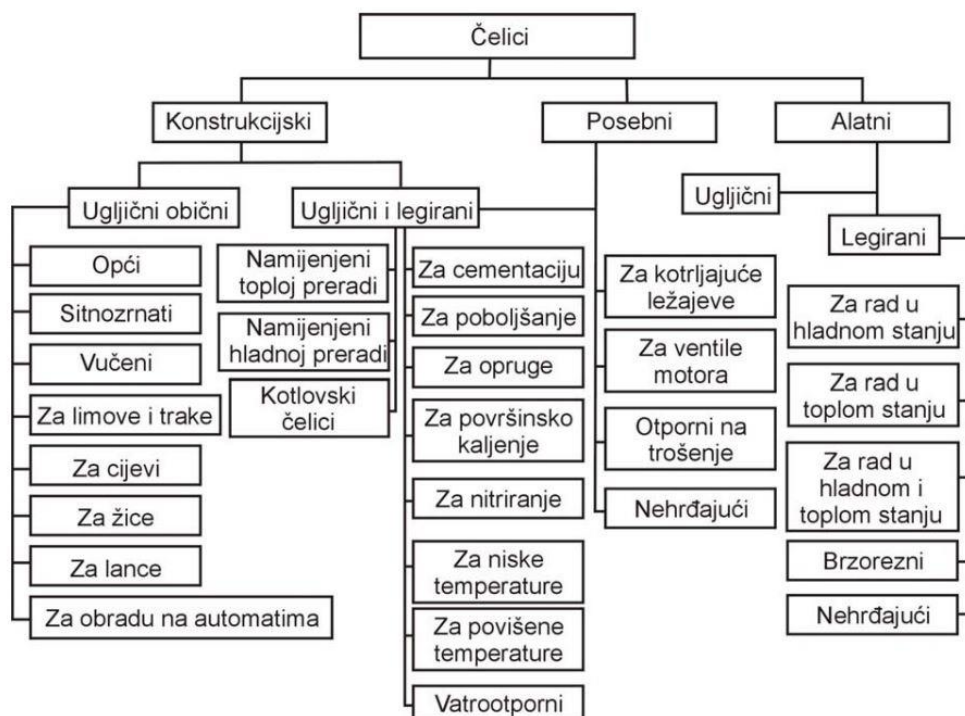 Čelici
Konstrukcijski
Posebni
Alatni
Ugljični obični
Ugljični i legirani
Ugljični
Legirani
Opći
Sitnozrnati
Vučeni
Za limove i trake
Za cijevi
Za žice
Za lance
Za obradu na automatima
Namijenjeni
toploj preradi
Namijenjeni
hladnoj preradi
Kotlovski
čelici
Za cementaciju
Za poboljšanje
Za opruge
Za površinsko
kaljenje
Za nitriranje
Za niske
temperature
Za povišene
temperature
Vatrootporni
Za kotrljajuće
ležajeve
Za ventile
motora
Otporni na
trošenje
Nehrđajući
Za rad u
hladnom stanju
Za rad u
toplom stanju
Za rad u
hladnom i
toplom stanju
Brzorezni
Nehrđajući